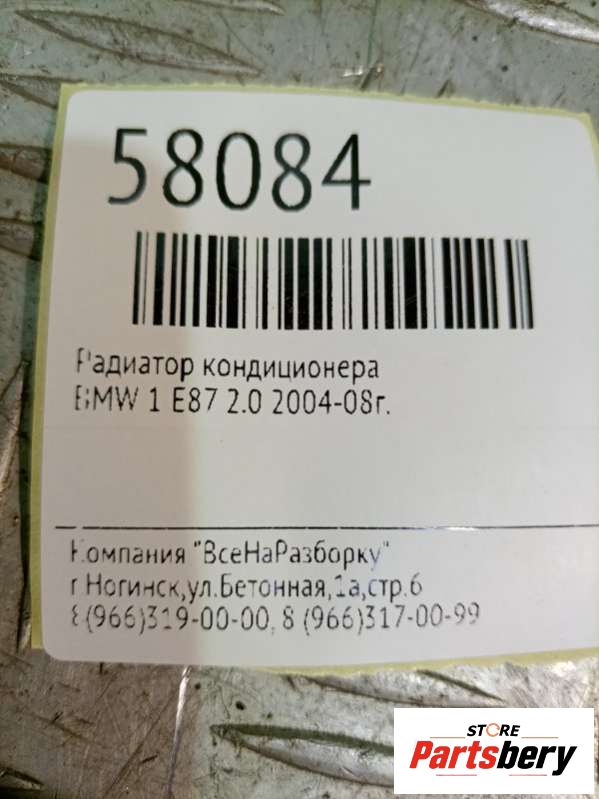 58084
Радиатор кондиционера
BMW 1 E87 2.0 2004-08г.
Компания "ВсеНаРазборку"
г Ногинск,ул.Бетонная,1а,стр.6
8(966)319-00-00, 8 (966)317-00-99
STORE
Partsbery